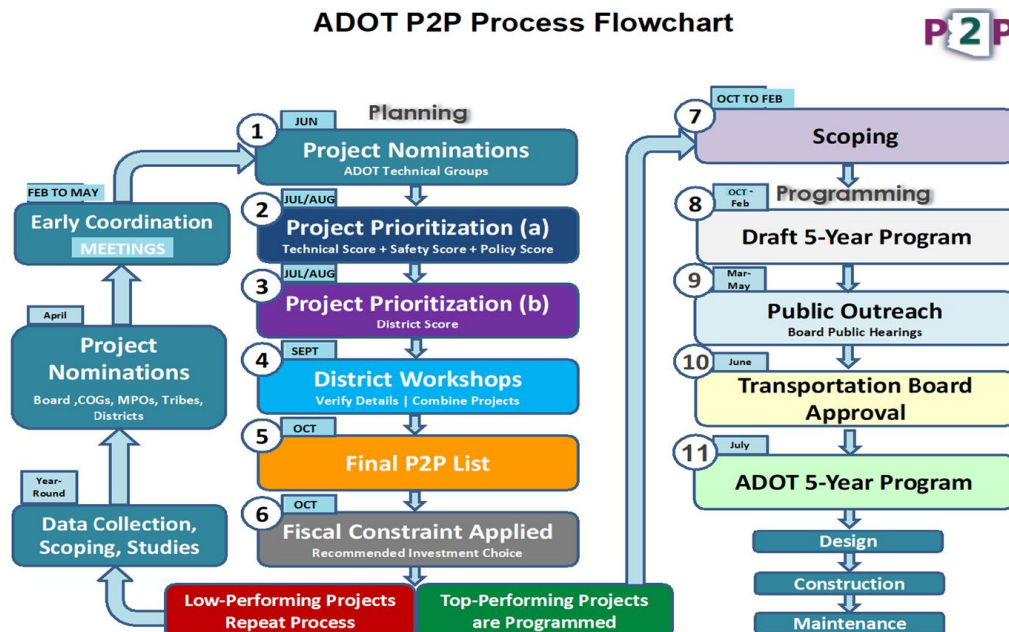 ADOT P2P Process Flowchart
P2P
FEB TO MAY
Early Coordination
MEETINGS
April
Project
Nominations
Board ,COGs, MPOs, Tribes,
Districts
Year-
Round
Data Collection,
Scoping, Studies
Planning
1
JUN
Project Nominations
ADOT Technical Groups
2
JUL/AUG
Project Prioritization (a)
Technical Score + Safety Score + Policy Score
3
JUL/AUG
Project Prioritization (b)
District Score
4
SEPT
District Workshops
Verify Details | Combine Projects
5
OCT
Final P2P List
6
OCT
Fiscal Constraint Applied
Recommended Investment Choice
Low-Performing Projects
Repeat Process
Top-Performing Projects
are Programmed
7
OCT TO FEB
Scoping
Programming
8
OCT -
Feb
Draft 5-Year Program
9
Mar-
May
Public Outreach
Board Public Hearings
10
June
Transportation Board
Approval
11
July
ADOT 5-Year Program
Design
Construction
Maintenance